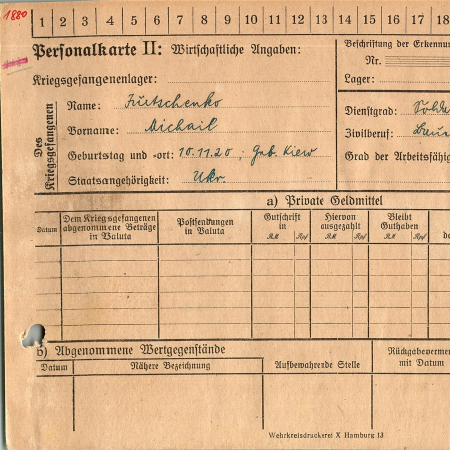 1880
1 2 3 4 5 6 7 8 9 10 11 12 13 14 15 16 17 18
Personalkarte II: Wirtschaftliche Angaben:
Beschriftung der Erkennun
Nr.
Kriegsgefangenenlager:
Lager:
Des Kriegsgefangenen
Name: Jutschenko
Dienstgrad: Solda
Vorname: Michail
Zivilberuf: Baue
Geburtstag und -ort: 10.11.20; Geb. Kiew
Grad der Arbeitsfähig
Staatsangehörigkeit: Ukr.
a) Private Geldmittel
Datum
Dem Kriegsgefangenen abgenommene Beträge in Valuta
Postsendungen in Valuta
Gutschrift in
RM Rpf
Hiervon ausgezahlt
RM Rpf
Bleibt Guthaben
RM Rpf
b) Abgenommene Wertgegenstände
Datum
Nähere Bezeichnung
Aufbewahrende Stelle
Rückgabevermer
mit Datum
Wehrkreisdruckerei X Hamburg 13